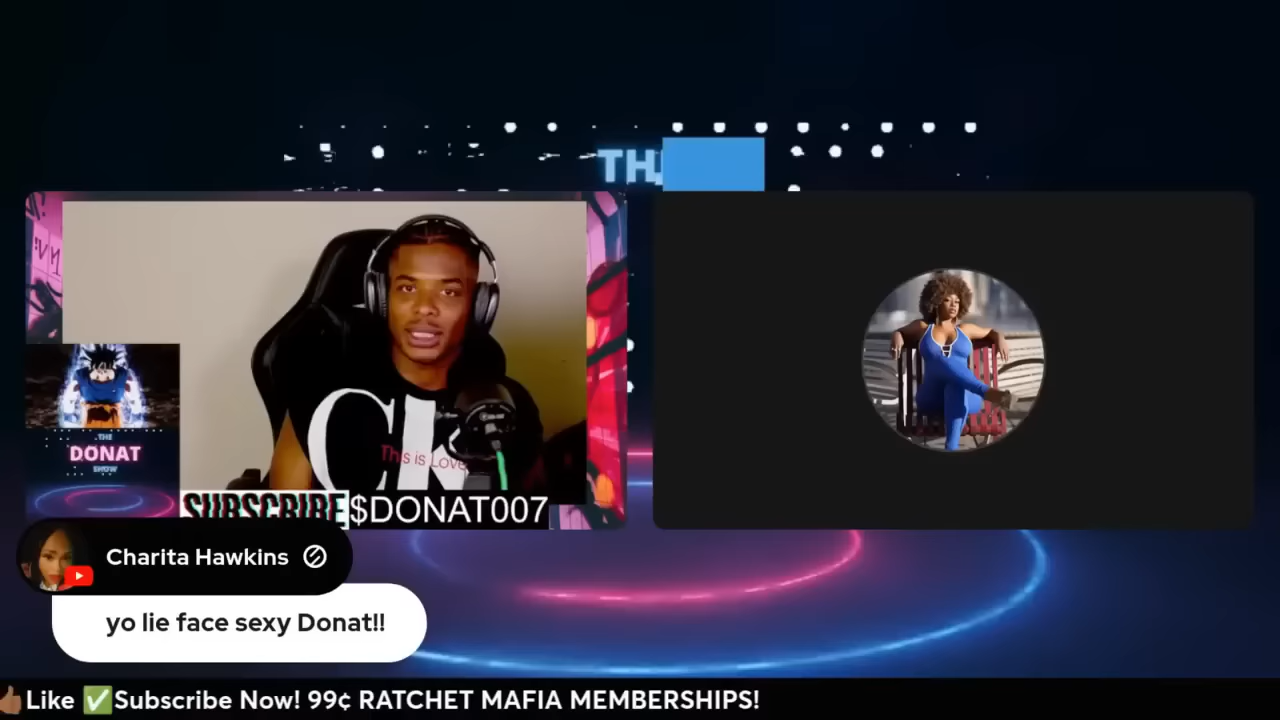 TH
THE
DONAT
SHOW
Ck
This is Love
SUBSCRIBE $DONAT007
Charita Hawkins
yo lie face sexy Donat!!
👍🏾Like ✅Subscribe Now! 99¢ RATCHET MAFIA MEMBERSHIPS!